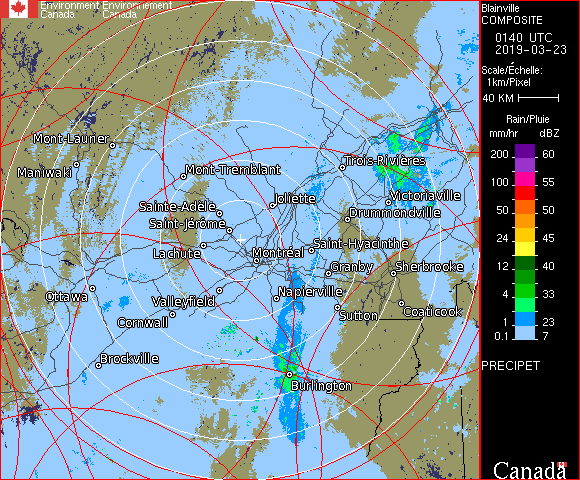 Environment Environnement
Canada Canada
Blainville
COMPOSITE
0140 UTC
2019-03-23
Scale/Échelle:
1km/Pixel
40 KM
Rain/Pluie
mm/hr dBZ
200 60
100 55
50 50
24 45
12 40
4 33
1 23
0.1 7
PRECIPET
Mont-Laurier
Maniwaki
Mont-Tremblant
Trois-Rivières
Joliette
Victoriaville
Sainte-Adèle
Drummondville
Saint-Jérôme
Lachute
Montréal
Saint-Hyacinthe
Granby
Sherbrooke
Ottawa
Valleyfield
Napierville
Cornwall
Sutton
Coaticook
Brockville
Burlington
Canada